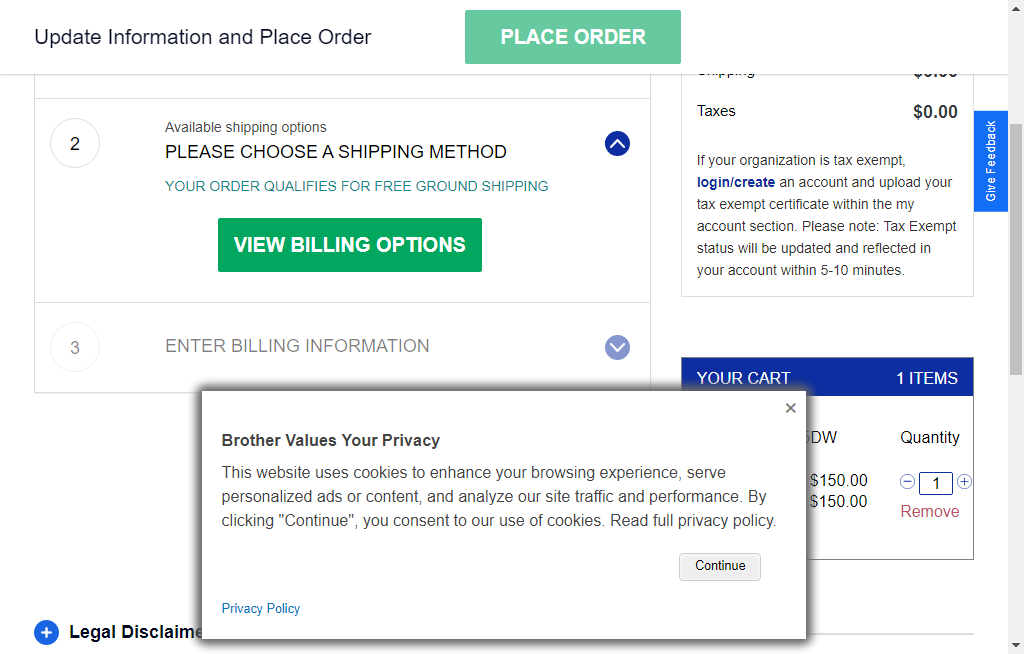 Update Information and Place Order
PLACE ORDER
Taxes
$0.00
2
Available shipping options
PLEASE CHOOSE A SHIPPING METHOD
YOUR ORDER QUALIFIES FOR FREE GROUND SHIPPING
VIEW BILLING OPTIONS
If your organization is tax exempt,
login/create an account and upload your
tax exempt certificate within the my
account section. Please note: Tax Exempt
status will be updated and reflected in
your account within 5-10 minutes.
Give Feedback
3
ENTER BILLING INFORMATION
YOUR CART
1 ITEMS
DW
Quantity
$150.00
1
$150.00
Remove
×
Brother Values Your Privacy
This website uses cookies to enhance your browsing experience, serve
personalized ads or content, and analyze our site traffic and performance. By
clicking "Continue", you consent to our use of cookies. Read full privacy policy.
Continue
Privacy Policy
Legal